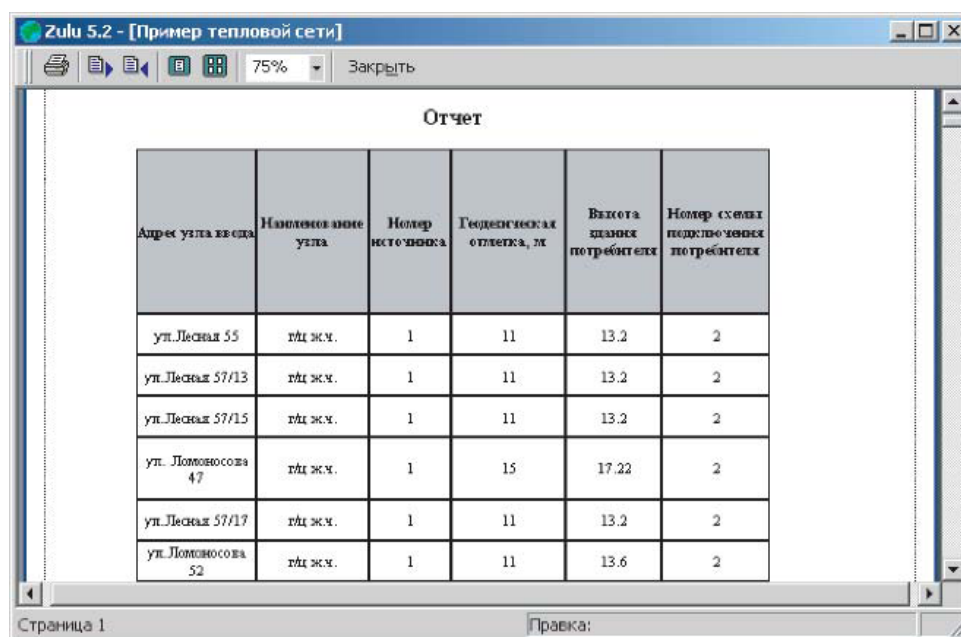 Zulu 5.2 - [Пример тепловой сети]
75% Закрыть
Отчет
Адрес узла ввода
Наименование
узла
Номер
источника
Геодезическая
отметка, м
Высота
здания
потребителя
Номер схемы
подключения
потребителя
ул.Лесная 55 т/ц ж.ч. 1 11 13.2 2
ул.Лесная 57/13 т/ц ж.ч. 1 11 13.2 2
ул.Лесная 57/15 т/ц ж.ч. 1 11 13.2 2
ул. Ломоносова
47 т/ц ж.ч. 1 15 17.22 2
ул.Лесная 57/17 т/ц ж.ч. 1 11 13.2 2
ул.Ломоносова
52 т/ц ж.ч. 1 11 13.6 2
Страница 1 Правка: